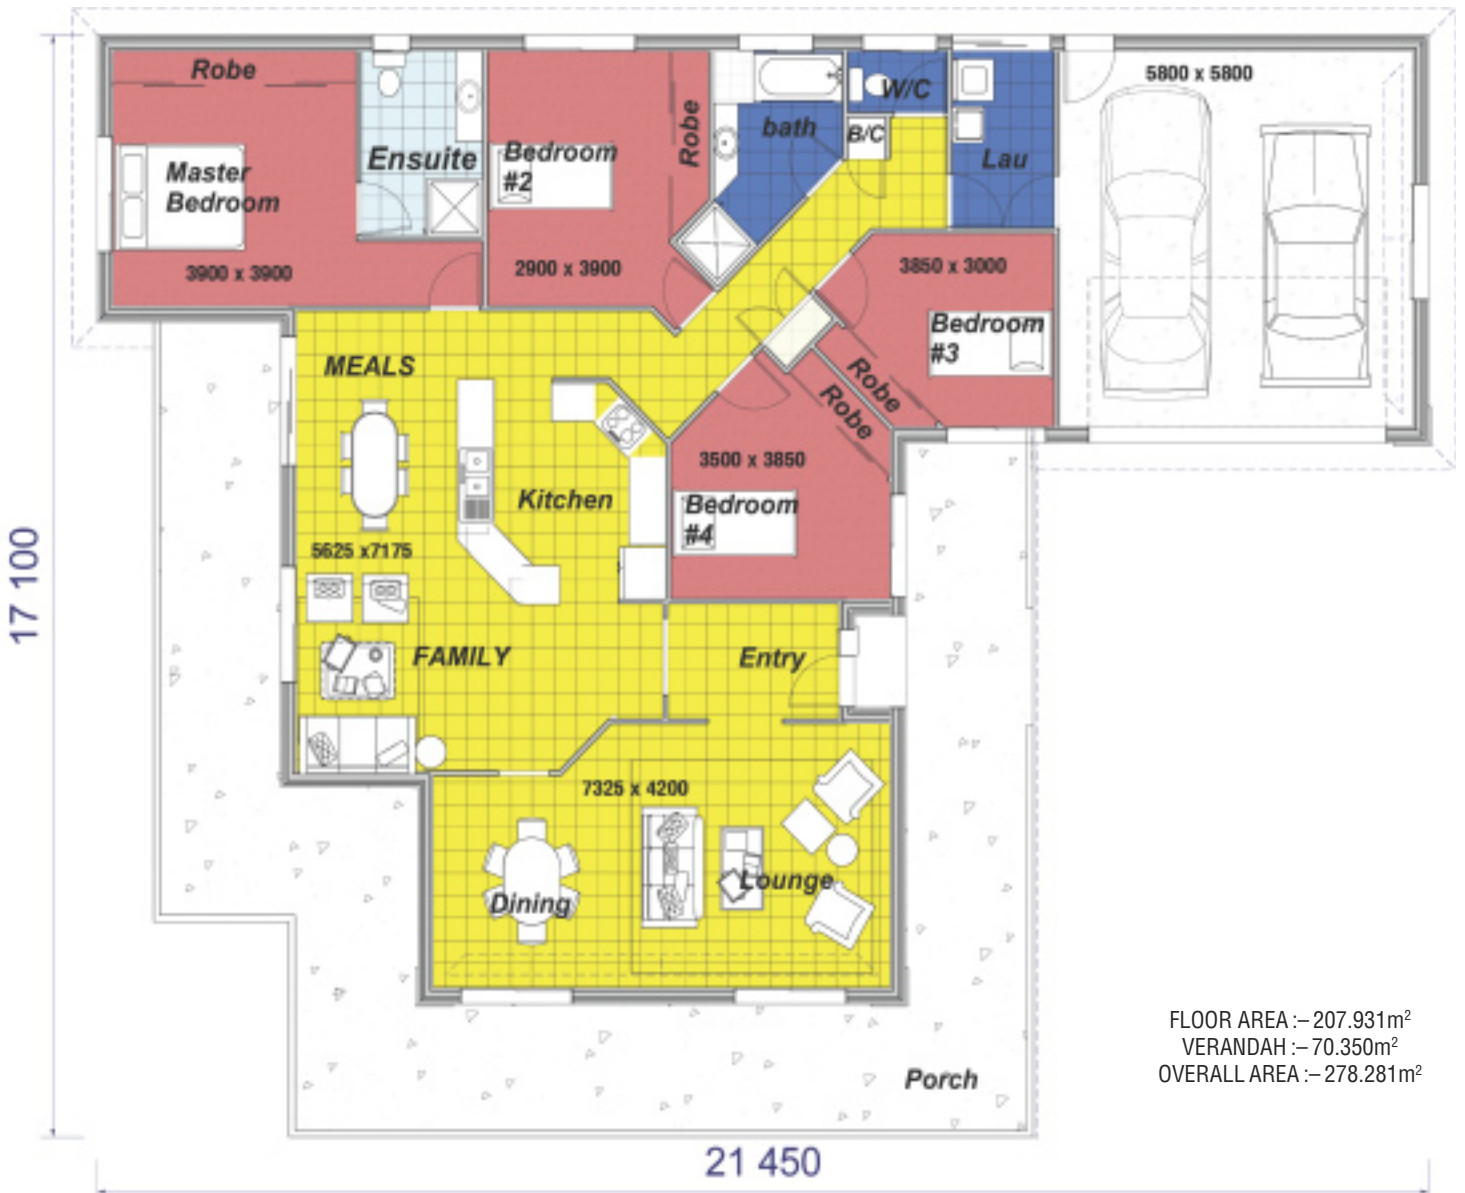 Robe
5800 x 5800
W/C
Robe
bath
B/C
Ensuite
Bedroom
#2
Lau
Master
Bedroom
3900 x 3900
2900 x 3900
3850 x 3000
Bedroom
#3
MEALS
Robe
Robe
3500 x 3850
Kitchen
Bedroom
#4
5625 x7175
17 100
FAMILY
Entry
7325 x 4200
Lounge
Dining
FLOOR AREA :– 207.931m²
VERANDAH :– 70.350m²
OVERALL AREA :– 278.281m²
Porch
21 450